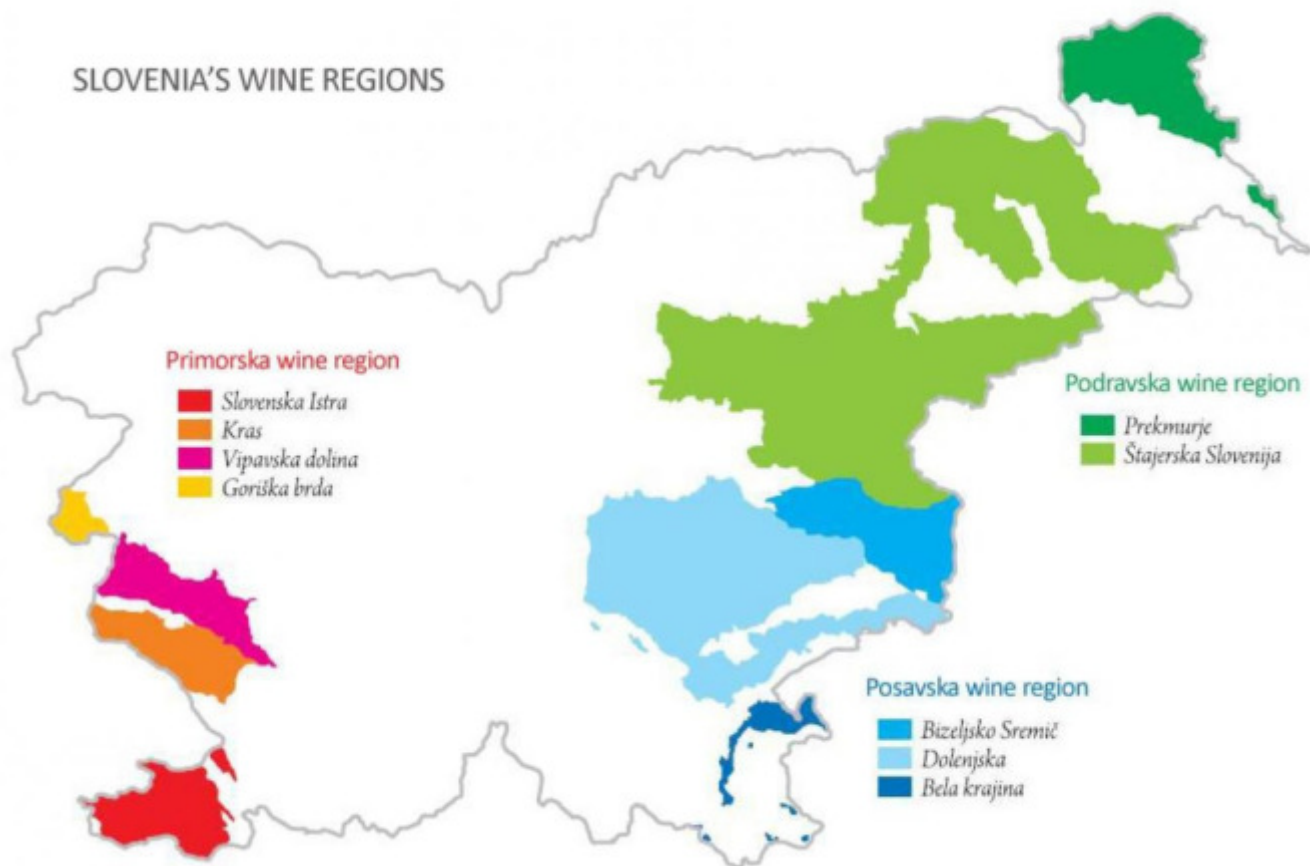 SLOVENIA'S WINE REGIONS
Primorska wine region
Slovenska Istra
Kras
Vipavska dolina
Goriška brda
Podravska wine region
Prekmurje
Štajerska Slovenija
Posavska wine region
Bizeljsko Sremič
Dolenjska
Bela krajina